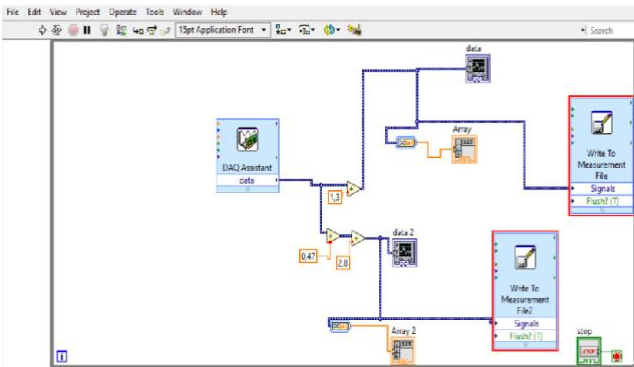 File Edit View Project Operate Tools Window Help
15pt Application Font
Search
data
Array
DAQ Assistant
data
1,3
Write To
Measurement
File
Signals
Flush? (T)
data 2
0,47
2,8
Write To
Measurement
File2
Signals
Flush? (T)
Array 2
stop
STOP
i